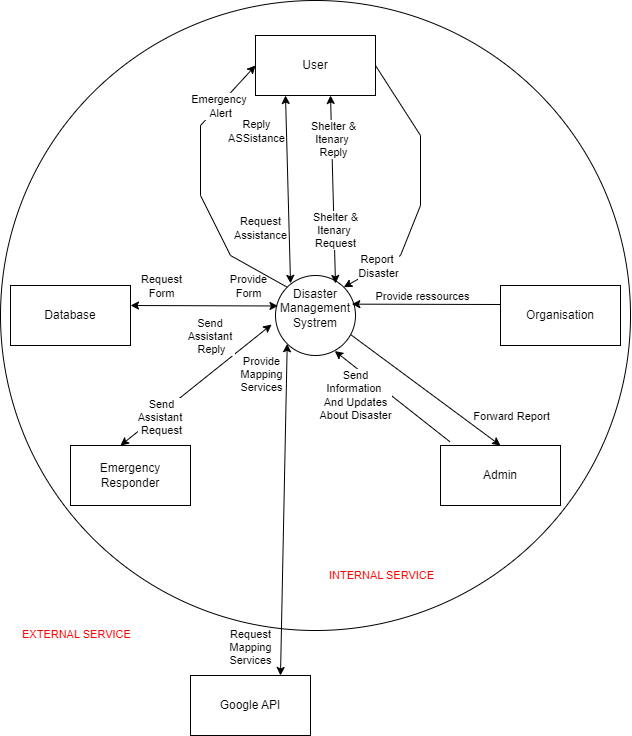 User
Emergency
Alert
Reply
ASSistance
Shelter &
Itenary
Reply
Request
Assistance
Shelter &
Itenary
Request
Report
Disaster
Request
Form
Provide
Form
Disaster
Management
Systrem
Provide ressources
Database
Organisation
Send
Assistant
Reply
Provide
Mapping
Services
Send
Information
And Updates
About Disaster
Send
Assistant
Request
Forward Report
Emergency
Responder
Admin
INTERNAL SERVICE
EXTERNAL SERVICE
Request
Mapping
Services
Google API